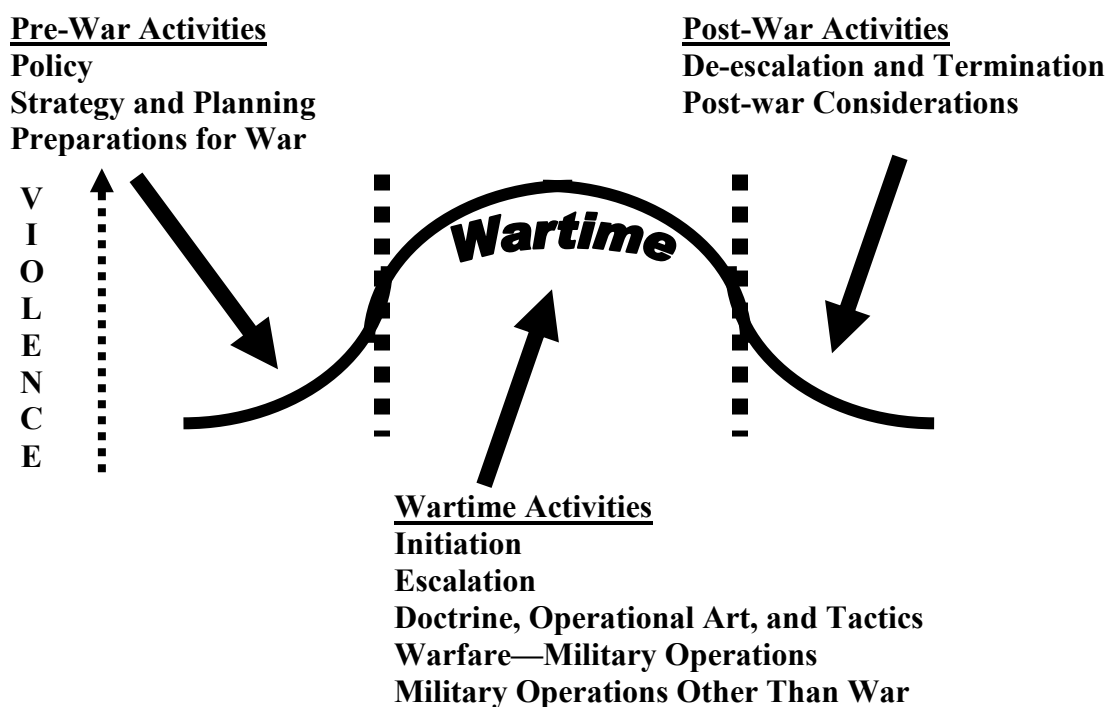 Pre-War Activities
Policy
Strategy and Planning
Preparations for War
Post-War Activities
De-escalation and Termination
Post-war Considerations
VIOLENCE
Wartime
Wartime Activities
Initiation
Escalation
Doctrine, Operational Art, and Tactics
Warfare—Military Operations
Military Operations Other Than War